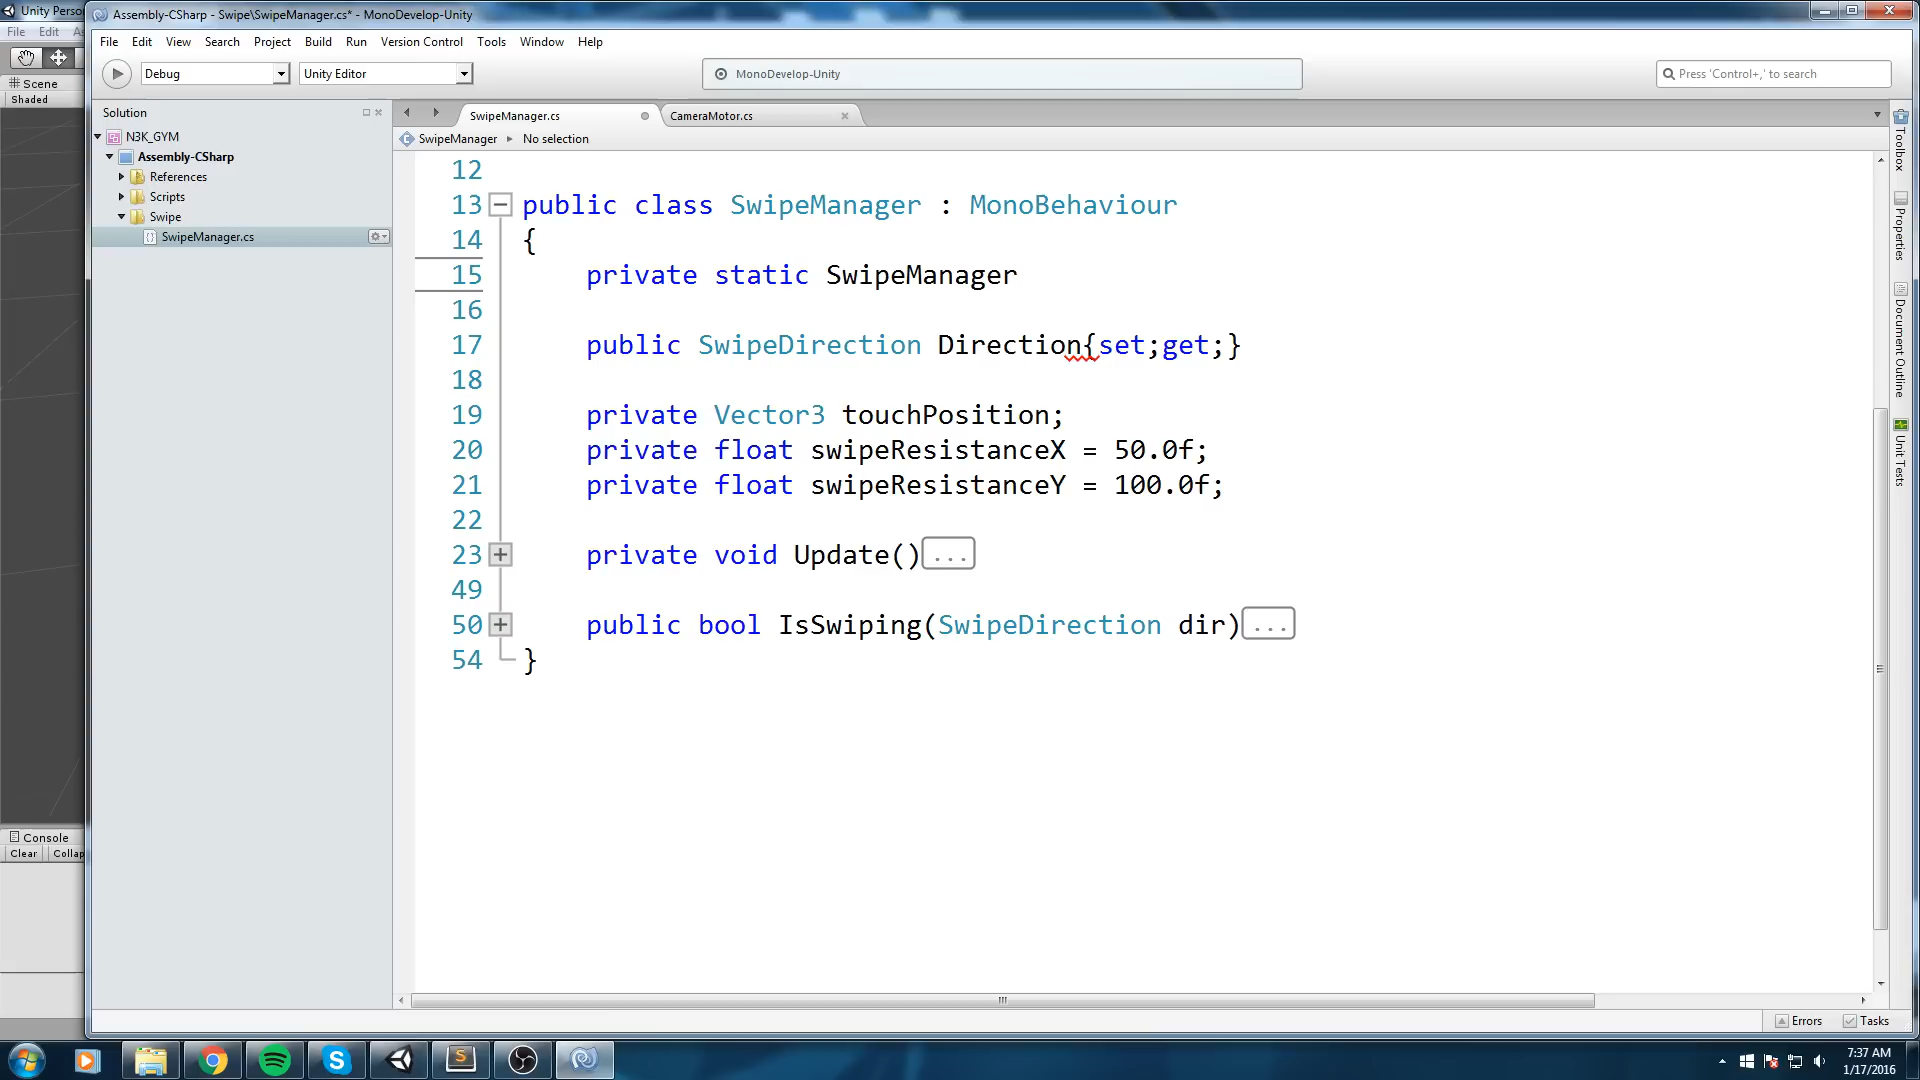 Unity Perso
File Edit As
Scene
Shaded
Console
Clear Collap
Assembly-CSharp - Swipe\SwipeManager.cs* - MonoDevelop-Unity
File Edit View Search Project Build Run Version Control Tools Window Help
Debug Unity Editor MonoDevelop-Unity Press 'Control+,' to search
Solution
N3K_GYM
Assembly-CSharp
References
Scripts
Swipe
SwipeManager.cs
SwipeManager.cs CameraMotor.cs
SwipeManager No selection
12
13 public class SwipeManager : MonoBehaviour
14 {
15 private static SwipeManager
16
17 public SwipeDirection Direction{set;get;}
18
19 private Vector3 touchPosition;
20 private float swipeResistanceX = 50.0f;
21 private float swipeResistanceY = 100.0f;
22
23 private void Update()...
49
50 public bool IsSwiping(SwipeDirection dir)...
54 }
Toolbox
Properties
Document Outline
Unit Tests
Errors Tasks
7:37 AM
1/17/2016